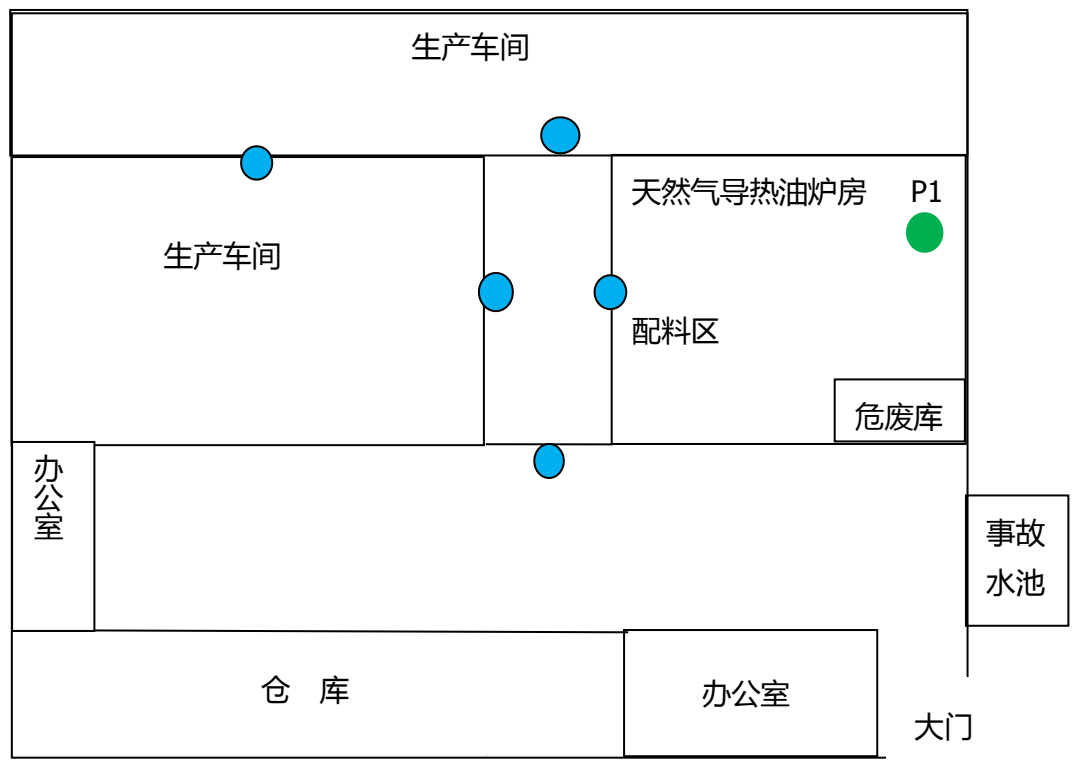 生产车间
天然气导热油炉房 P1
生产车间
配料区
危废库
办公室
事故
水池
仓 库
办公室
大门